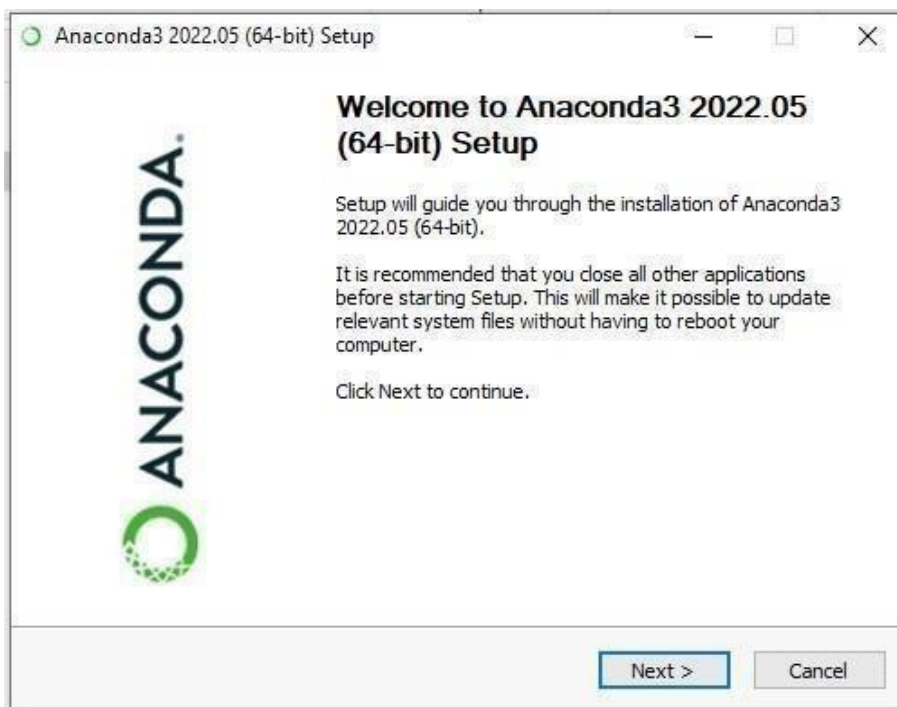 Anaconda3 2022.05 (64-bit) Setup
Welcome to Anaconda3 2022.05
(64-bit) Setup
Setup will guide you through the installation of Anaconda3
2022.05 (64-bit).
It is recommended that you close all other applications
before starting Setup. This will make it possible to update
relevant system files without having to reboot your
computer.
Click Next to continue.
ANACONDA.
Next >
Cancel